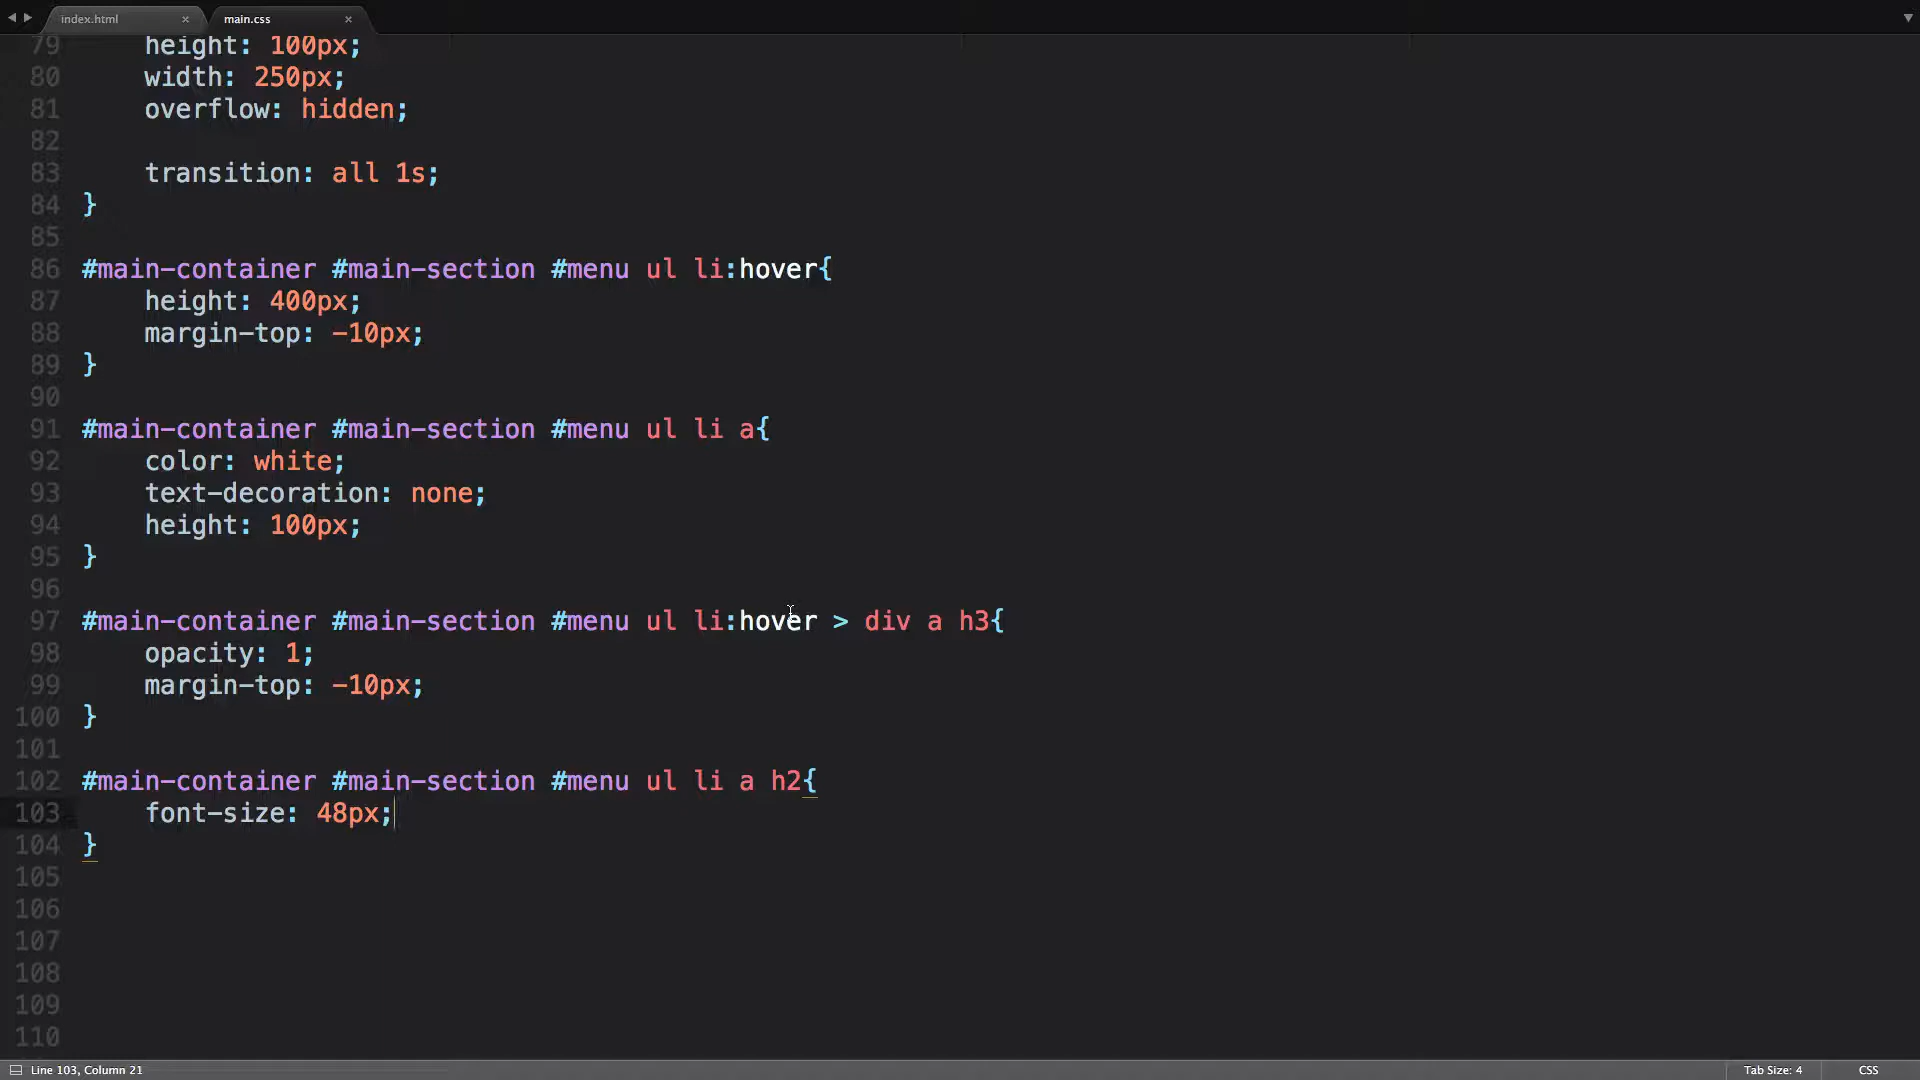 index.html × main.css ×
79 height: 100px;
80 width: 250px;
81 overflow: hidden;
82
83 transition: all 1s;
84 }
85
86 #main-container #main-section #menu ul li:hover{
87 height: 400px;
88 margin-top: -10px;
89 }
90
91 #main-container #main-section #menu ul li a{
92 color: white;
93 text-decoration: none;
94 height: 100px;
95 }
96
97 #main-container #main-section #menu ul li:hover > div a h3{
98 opacity: 1;
99 margin-top: -10px;
100 }
101
102 #main-container #main-section #menu ul li a h2{
103 font-size: 48px;
104 }
105
106
107
108
109
110
Line 103, Column 21 Tab Size: 4 CSS